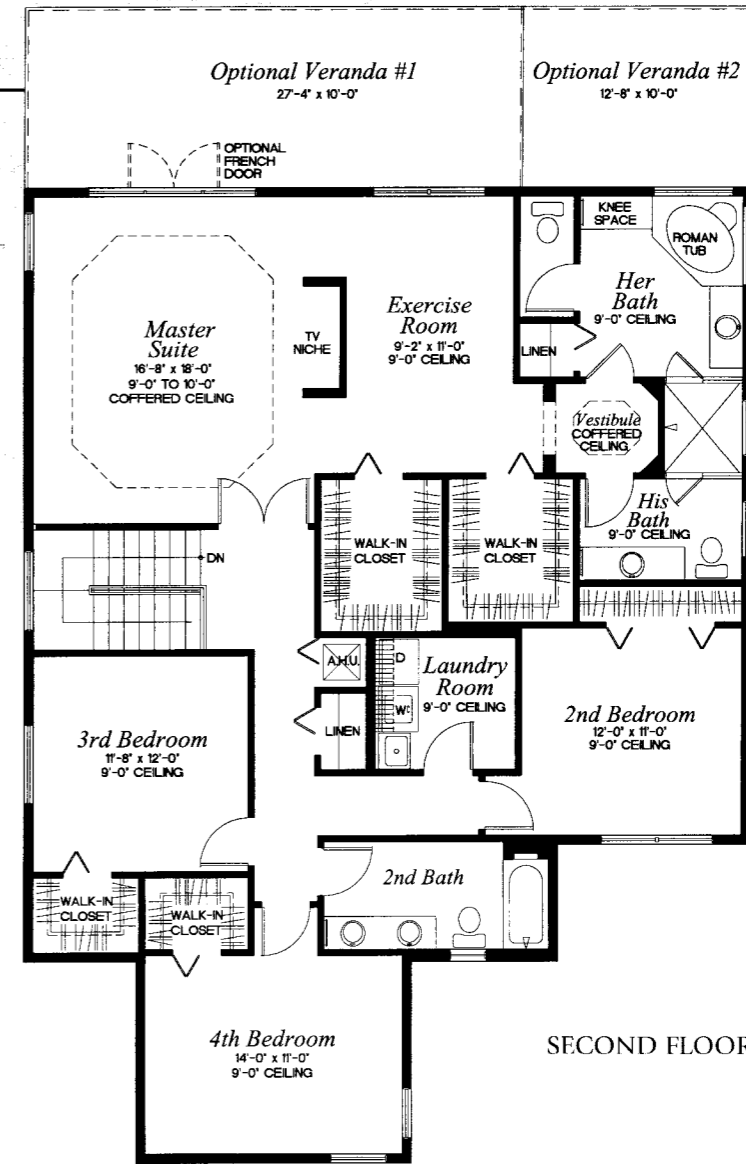 Optional Veranda #1
27'-4" x 10'-0"
Optional Veranda #2
12'-8" x 10'-0"
OPTIONAL
FRENCH
DOOR
KNEE
SPACE
ROMAN
TUB
Her
Bath
9'-0" CEILING
Master
Suite
16'-8" x 18'-0"
9'-0" TO 10'-0"
COFFERED CEILING
TV
NICHE
Exercise
Room
9'-2" x 11'-0"
9'-0" CEILING
LINEN
Vestibule
COFFERED
CEILING
His
Bath
9'-0" CEILING
WALK-IN
CLOSET
WALK-IN
CLOSET
DN
A.H.U.
D
W
LINEN
Laundry
Room
9'-0" CEILING
2nd Bedroom
12'-0" x 11'-0"
9'-0" CEILING
3rd Bedroom
11'-8" x 12'-0"
9'-0" CEILING
2nd Bath
WALK-IN
CLOSET
WALK-IN
CLOSET
4th Bedroom
14'-0" x 11'-0"
9'-0" CEILING
SECOND FLOOR